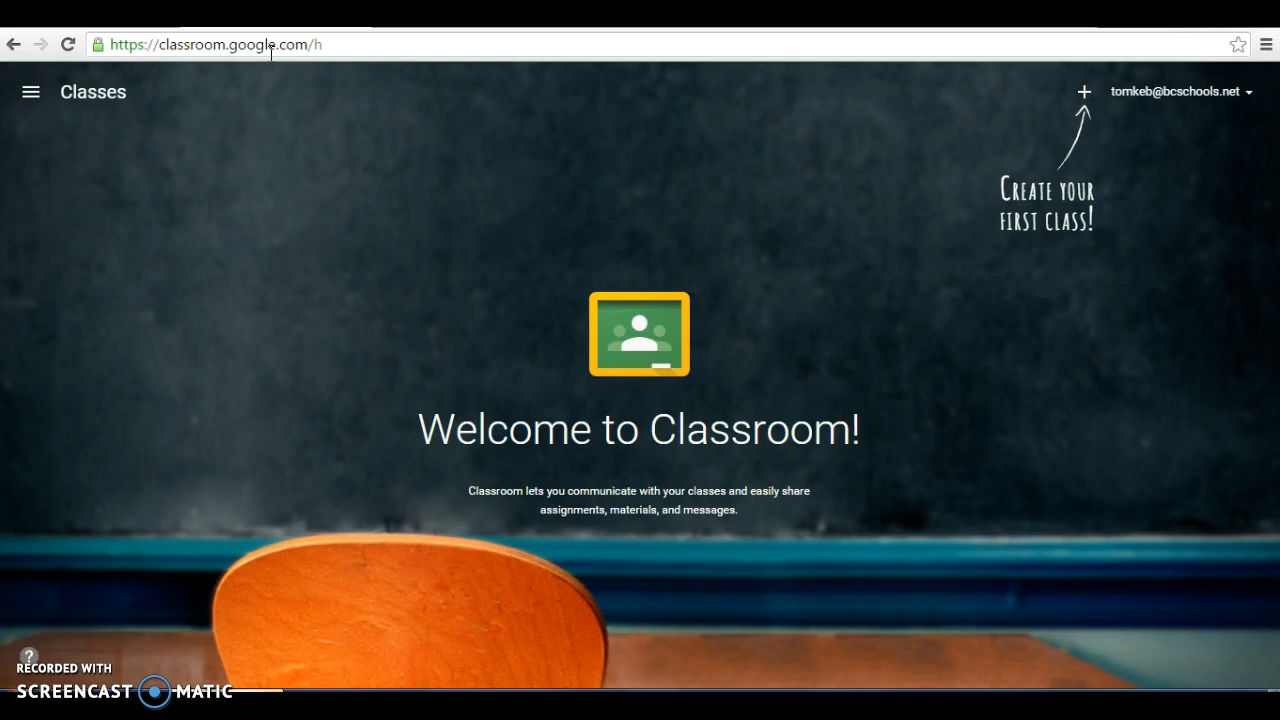 https://classroom.google.com/h
Classes
tomkeb@bcschools.net
CREATE YOUR
FIRST CLASS!
Welcome to Classroom!
Classroom lets you communicate with your classes and easily share
assignments, materials, and messages.
?
RECORDED WITH
SCREENCAST MATIC